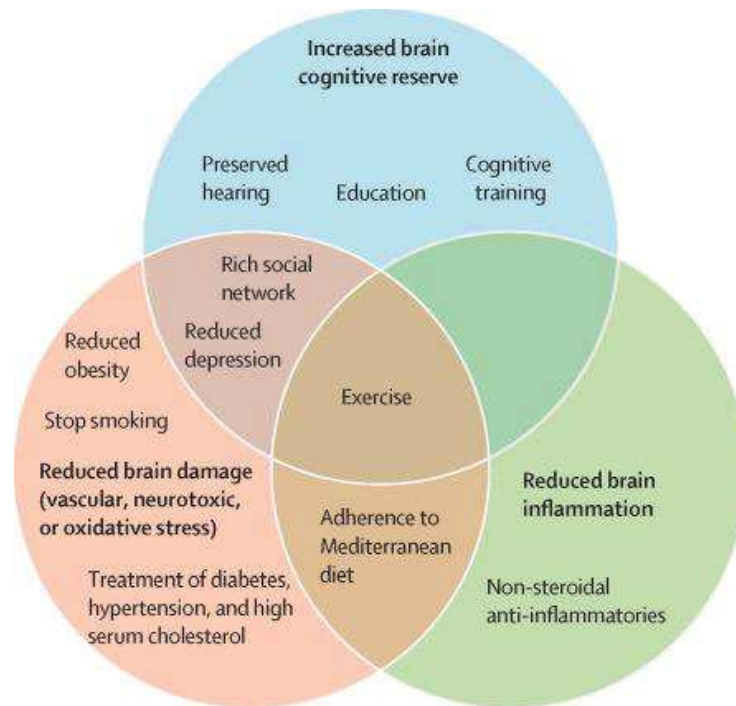 Increased brain
cognitive reserve
Preserved
hearing
Education
Cognitive
training
Rich social
network
Reduced
depression
Reduced
obesity
Stop smoking
Exercise
Reduced brain damage
(vascular, neurotoxic,
or oxidative stress)
Reduced brain
inflammation
Adherence to
Mediterranean
diet
Treatment of diabetes,
hypertension, and high
serum cholesterol
Non-steroidal
anti-inflammatories